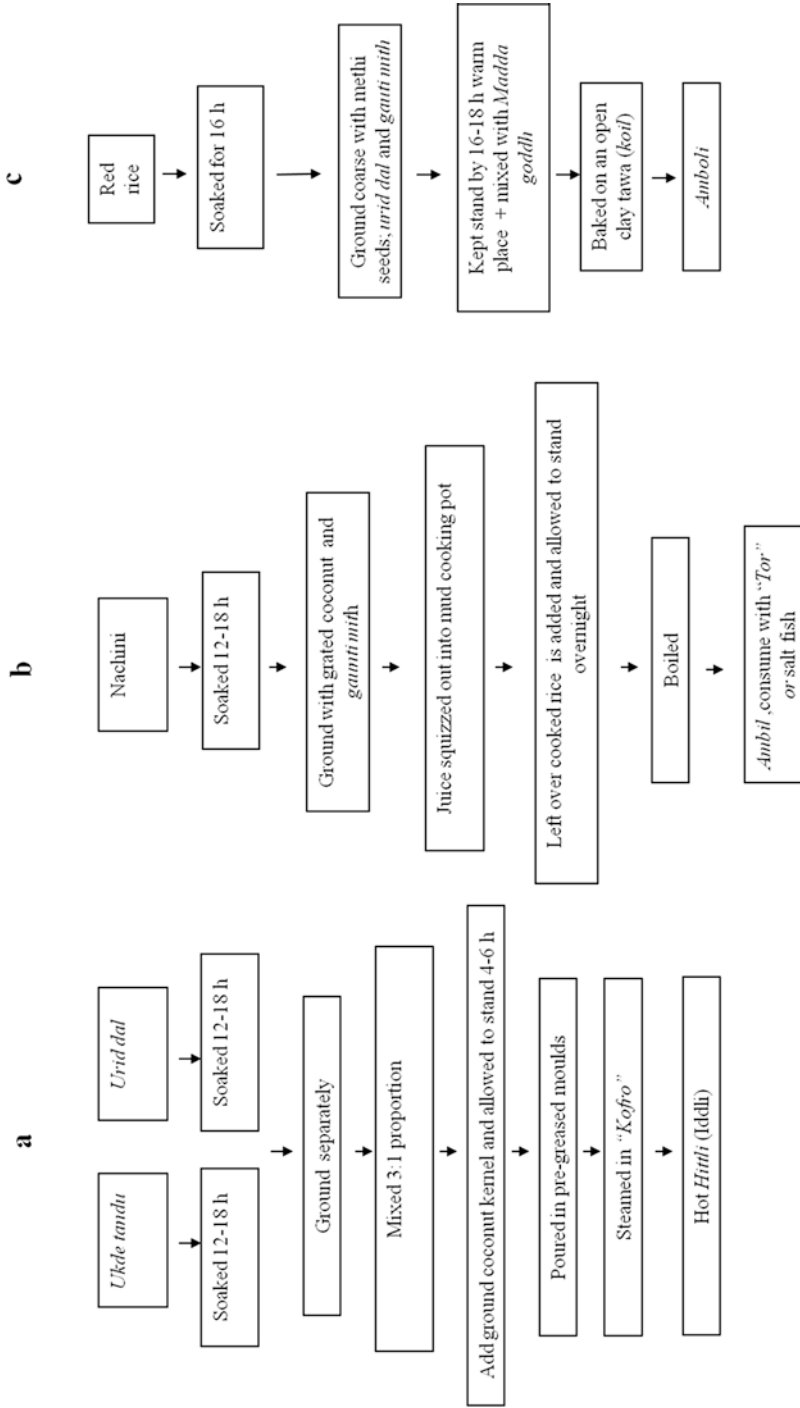 a
Ukde tandu
Urid dal
Soaked 12-18 h
Soaked 12-18 h
Ground separately
Mixed 3:1 proportion
Add ground coconut kernel and allowed to stand 4-6 h
Poured in pre-greased moulds
Steamed in “Kofro”
Hot Hittli (Iddli)
b
Nachini
Soaked 12-18 h
Ground with grated coconut and
gaunti mith
Juice squizzed out into mud cooking pot
Left over cooked rice is added and allowed to stand
overnight
Boiled
Ambil ,consume with “Tor”
or salt fish
c
Red
rice
Soaked for 16 h
Ground coarse with methi
seeds; urid dal and gauti mith
Kept stand by 16-18 h warm
place + mixed with Madda
goddh
Baked on an open
clay tawa (koil)
Amboli